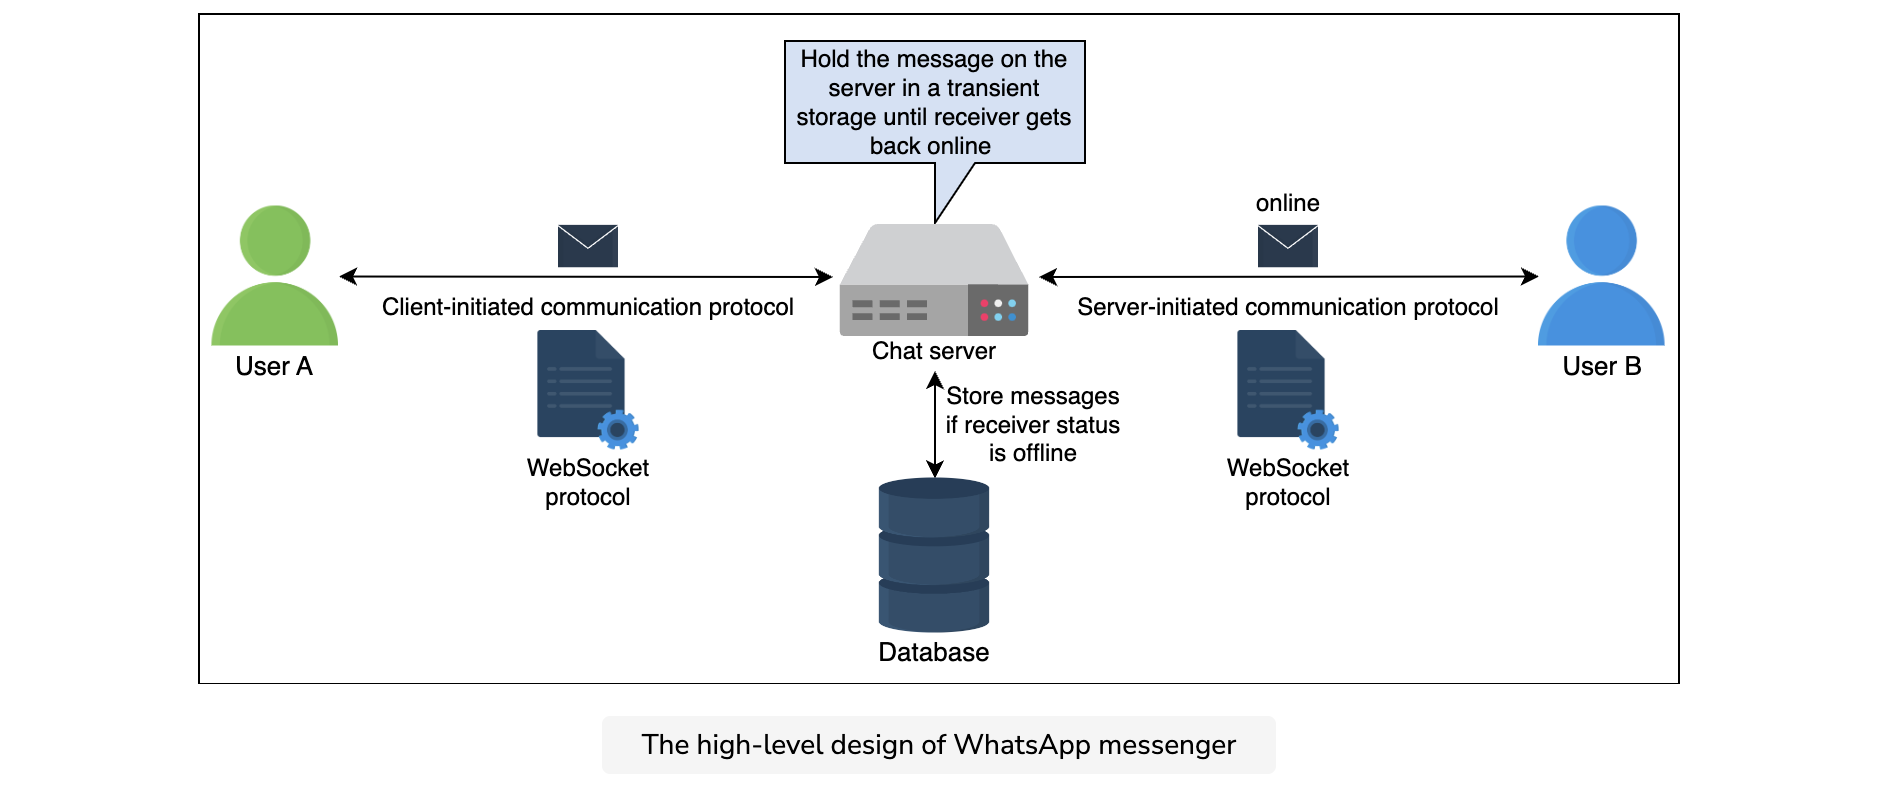 Hold the message on the
server in a transient
storage until receiver gets
back online
online
Client-initiated communication protocol
Server-initiated communication protocol
User A
Chat server
User B
Store messages
if receiver status
is offline
WebSocket
protocol
WebSocket
protocol
Database
The high-level design of WhatsApp messenger